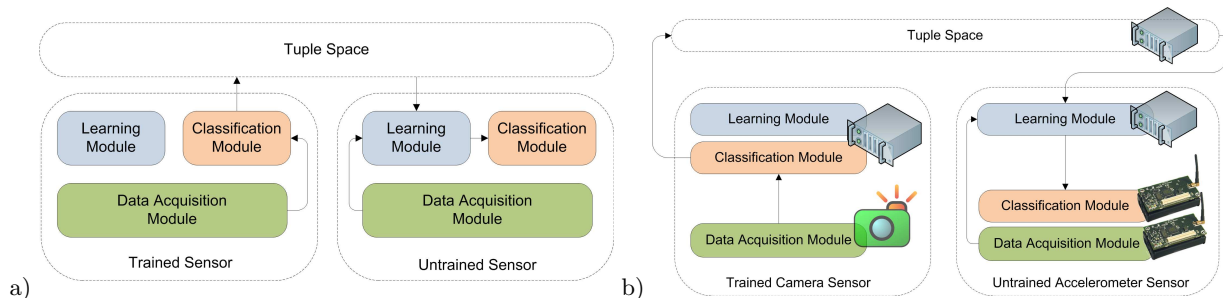 Tuple Space
Learning
Module
Classification
Module
Data Acquisition
Module
Trained Sensor
Learning
Module
Classification
Module
Data Acquisition
Module
Untrained Sensor
a)
Tuple Space
Learning Module
Classification Module
Data Acquisition Module
Trained Camera Sensor
Learning Module
Classification Module
Data Acquisition Module
Untrained Accelerometer Sensor
b)